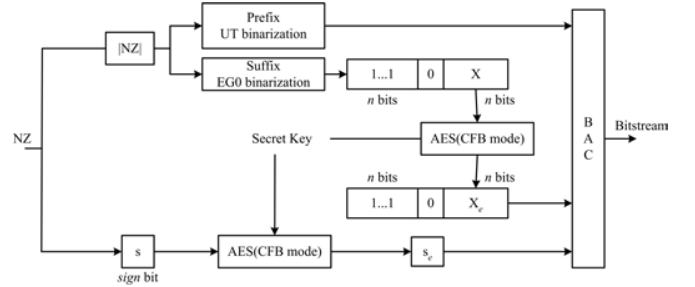 Prefix
UT binarization
|NZ|
Suffix
EG0 binarization
1...1 0 X
n bits n bits
B
A
C
Bitstream
NZ
Secret Key
AES(CFB mode)
n bits n bits
1...1 0 Xe
s
AES(CFB mode)
se
sign bit